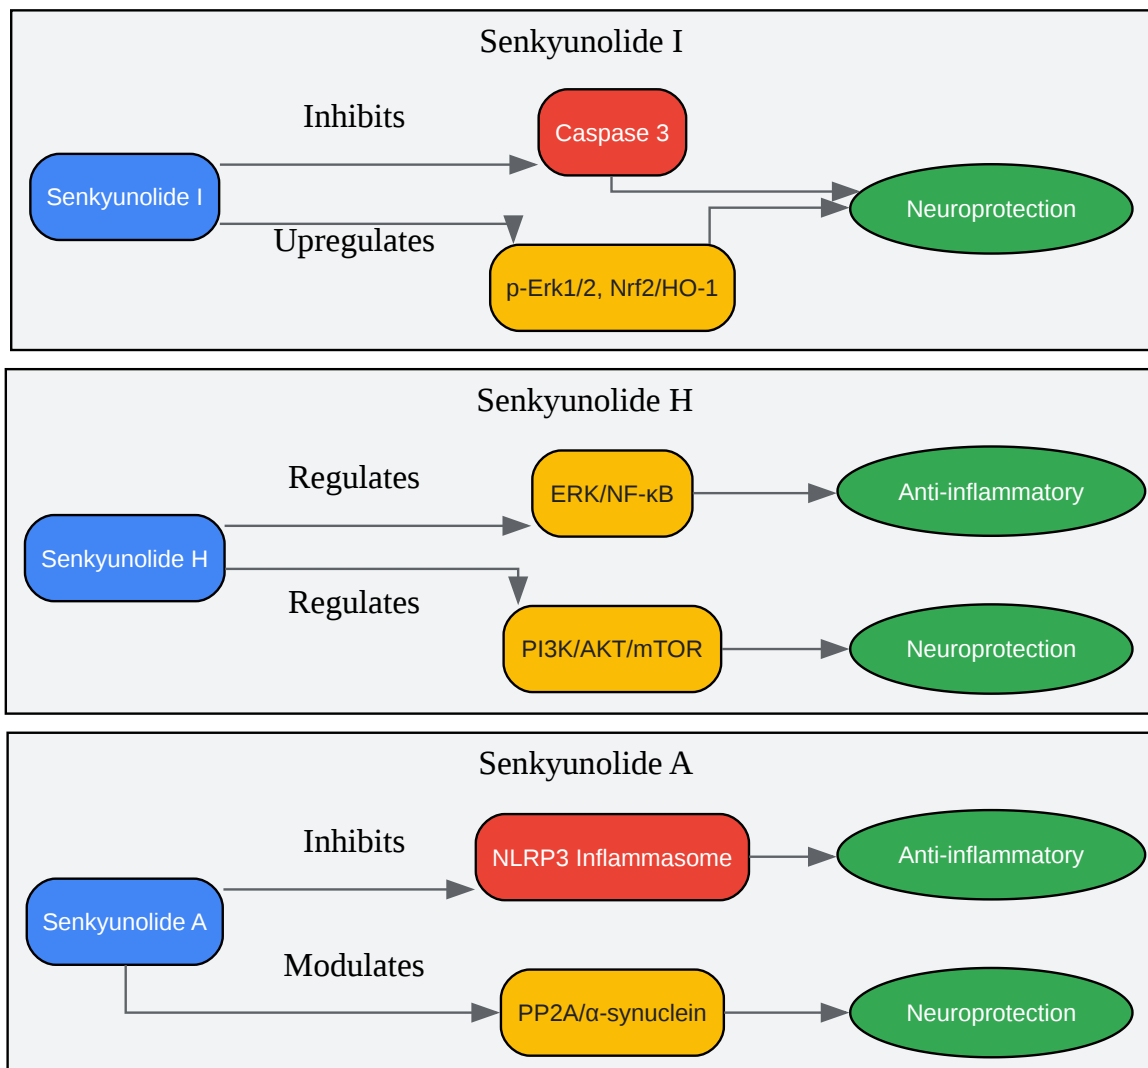 Senkyunolide I
Inhibits
Caspase 3
Senkyunolide I
Neuroprotection
Upregulates
p-Erk1/2, Nrf2/HO-1
Senkyunolide H
Regulates
ERK/NF-κB
Anti-inflammatory
Senkyunolide H
Regulates
PI3K/AKT/mTOR
Neuroprotection
Senkyunolide A
Inhibits
NLRP3 Inflammasome
Anti-inflammatory
Senkyunolide A
Modulates
PP2A/α-synuclein
Neuroprotection